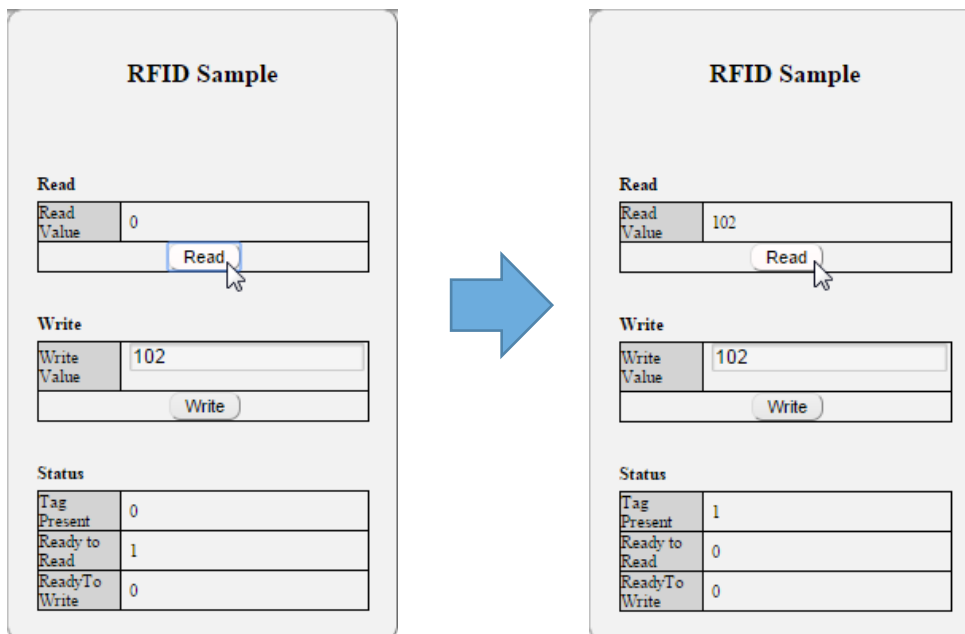 RFID Sample
Read
Read
Value
0
Read
Write
Write
Value
102
Write
Status
Tag
Present
0
Ready to
Read
1
ReadyTo
Write
0
RFID Sample
Read
Read
Value
102
Read
Write
Write
Value
102
Write
Status
Tag
Present
1
Ready to
Read
0
ReadyTo
Write
0